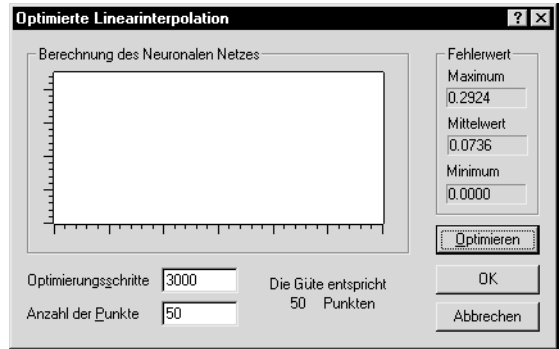 Optimierte Linearinterpolation
Berechnung des Neuronalen Netzes
Fehlerwert
Maximum
0.2924
Mittelwert
0.0736
Minimum
0.0000
Optimieren
OK
Abbrechen
Optimierungsschritte 3000
Anzahl der Punkte 50
Die Güte entspricht
50 Punkten